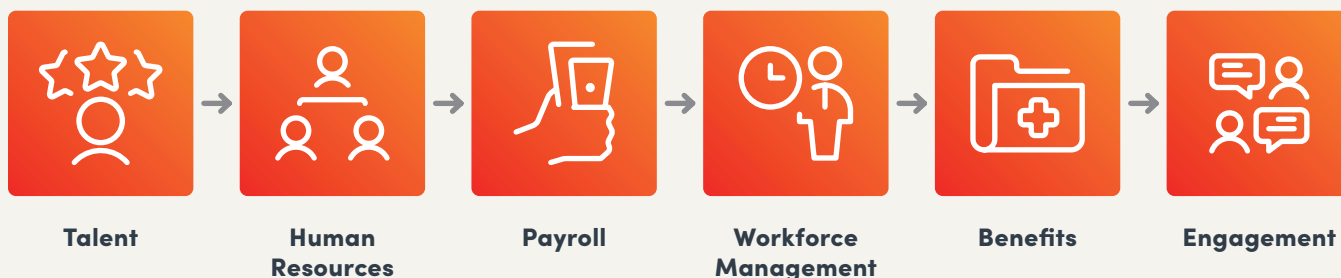 Talent
Human
Resources
Payroll
Workforce
Management
Benefits
Engagement